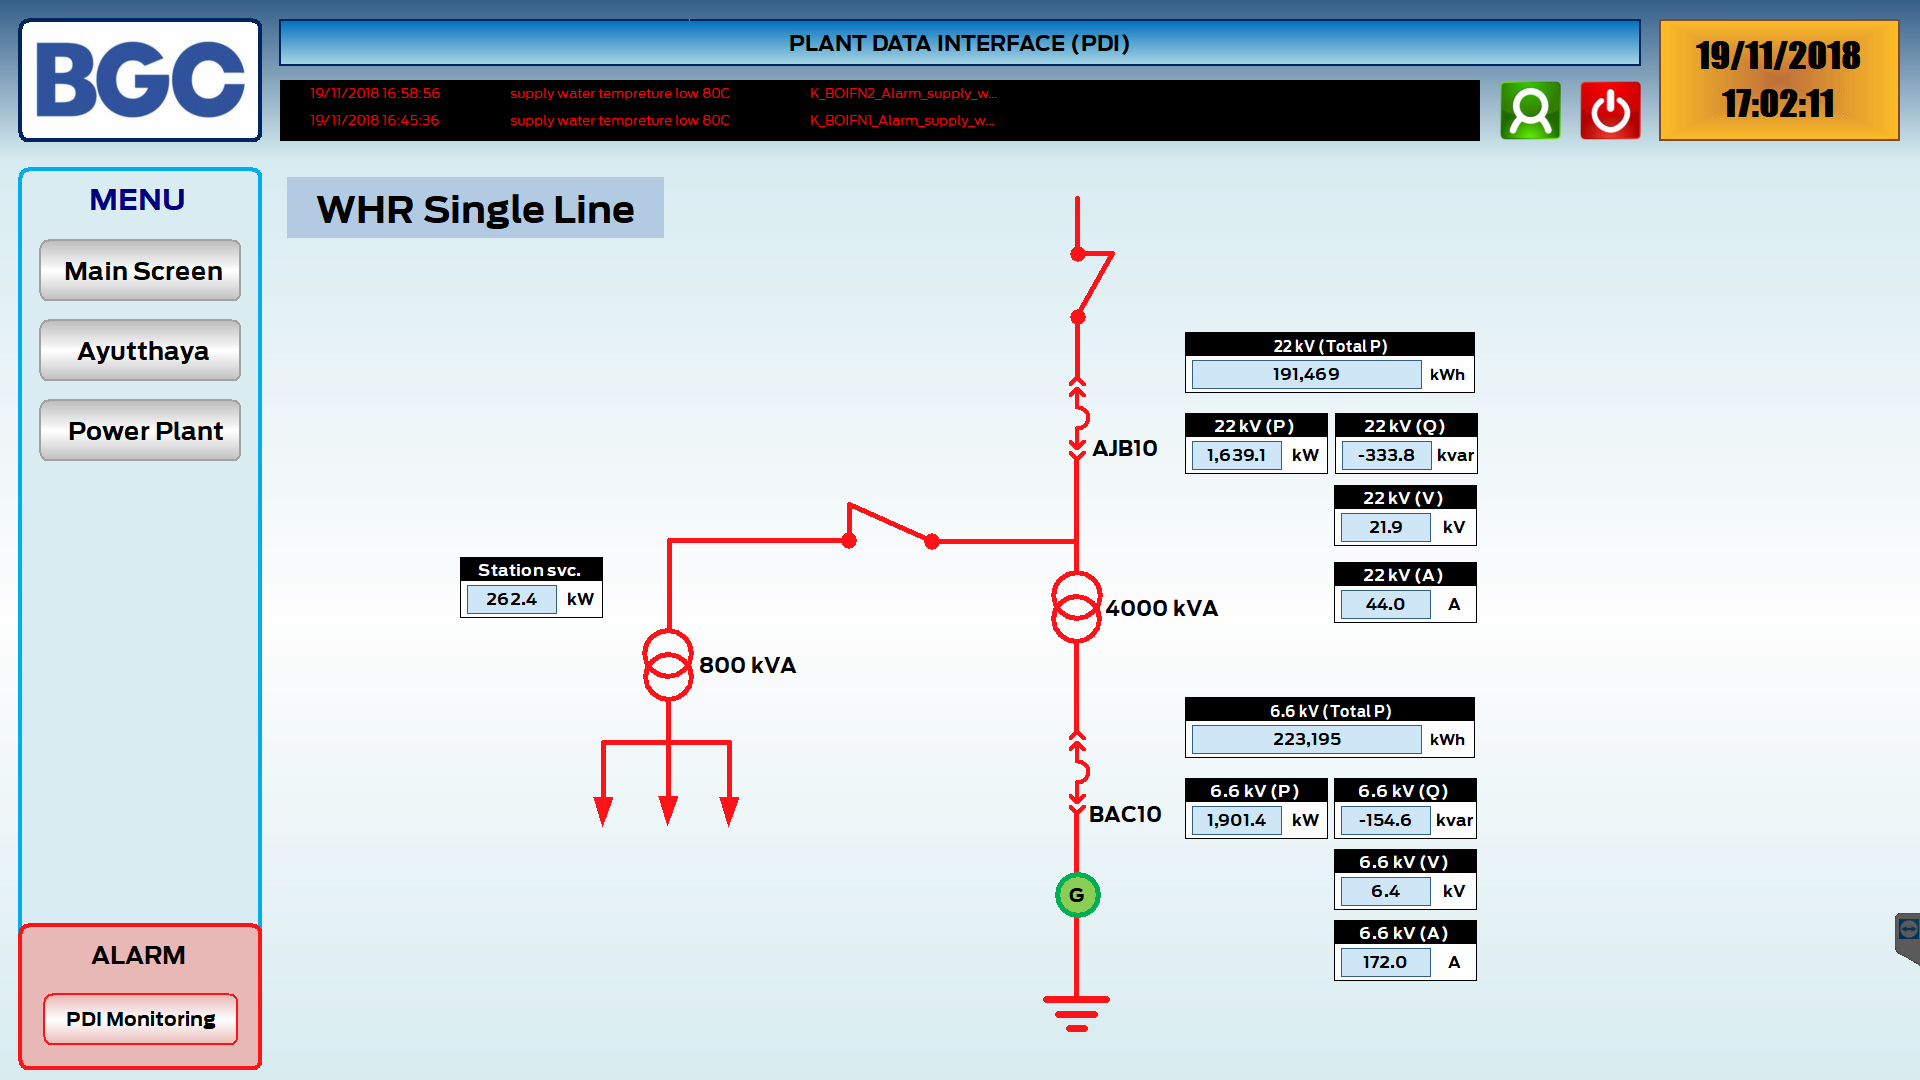 BGC
PLANT DATA INTERFACE (PDI)
19/11/2018
17:02:11
19/11/2018 16:58:56 supply water tempreture low 80C K_BOIFN2_Alarm_supply_w...
19/11/2018 16:45:36 supply water tempreture low 80C K_BOIFN1_Alarm_supply_w...
MENU
Main Screen
Ayutthaya
Power Plant
ALARM
PDI Monitoring
WHR Single Line
22 kV (Total P)
191,469 kWh
22 kV (P)
1,639.1 kW
22 kV (Q)
-333.8 kvar
AJB10
22 kV (V)
21.9 kV
22 kV (A)
44.0 A
Station svc.
262.4 kW
4000 kVA
800 kVA
6.6 kV (Total P)
223,195 kWh
6.6 kV (P)
1,901.4 kW
6.6 kV (Q)
-154.6 kvar
BAC10
6.6 kV (V)
6.4 kV
G
6.6 kV (A)
172.0 A